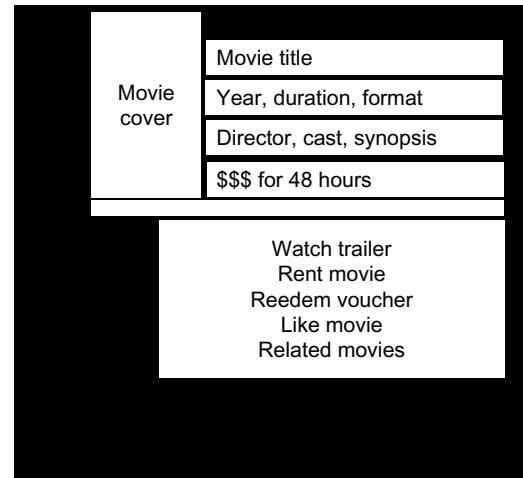 Movie
cover
Movie title
Year, duration, format
Director, cast, synopsis
$$$ for 48 hours
Watch trailer
Rent movie
Reedem voucher
Like movie
Related movies